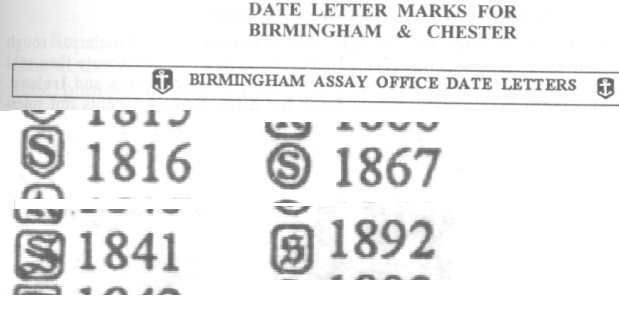 DATE LETTER MARKS FOR
BIRMINGHAM & CHESTER
BIRMINGHAM ASSAY OFFICE DATE LETTERS
S 1816
S 1867
S 1841
S 1892